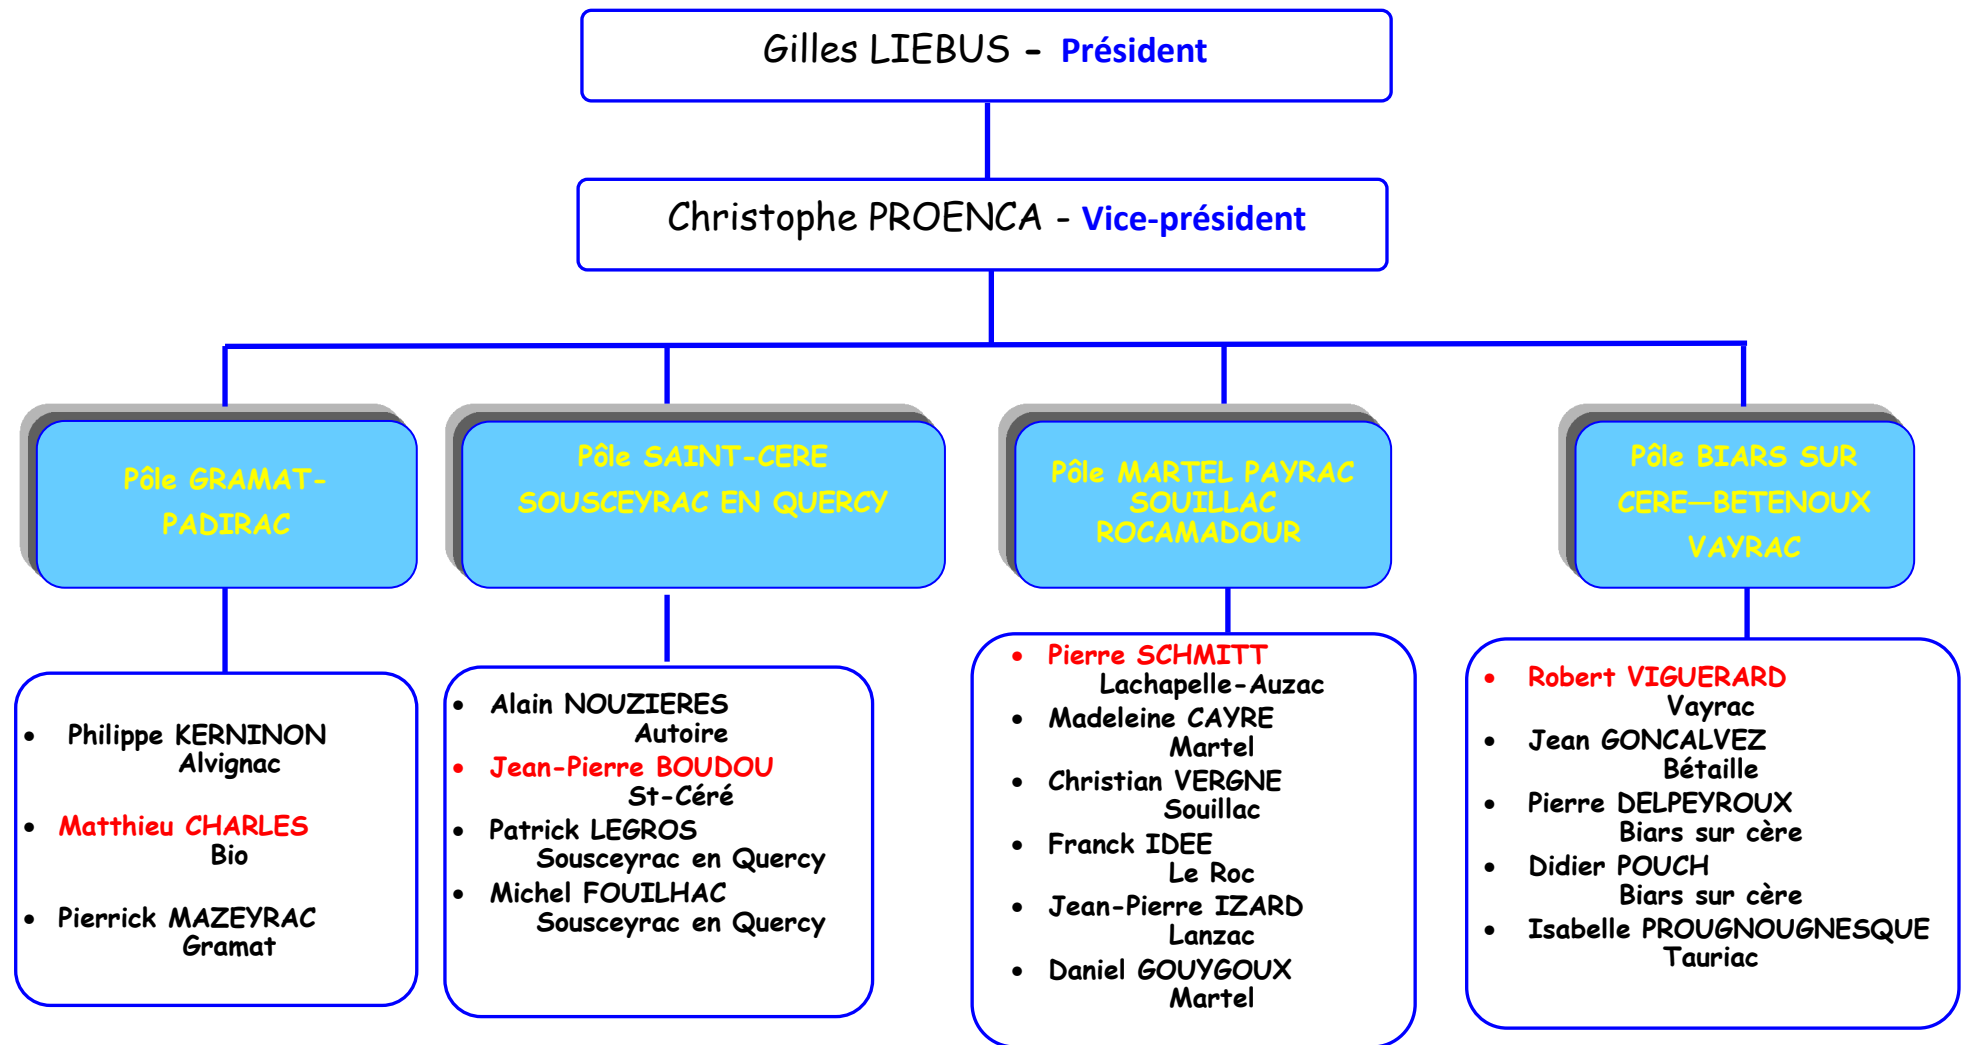 Gilles LIEBUS – Président
Christophe PROENCA - Vice-président
Pôle GRAMAT-
PADIRAC
Pôle SAINT-CERE
SOUSCEYRAC EN QUERCY
Pôle MARTEL PAYRAC
SOUILLAC
ROCAMADOUR
Pôle BIARS SUR
CERE—BETENOUX
VAYRAC
• Philippe KERNINON
Alvignac
• Matthieu CHARLES
Bio
• Pierrick MAZEYRAC
Gramat
• Alain NOUZIERES
Autoire
• Jean-Pierre BOUDOU
St-Céré
• Patrick LEGROS
Sousceyrac en Quercy
• Michel FOUILHAC
Sousceyrac en Quercy
• Pierre SCHMITT
Lachapelle-Auzac
• Madeleine CAYRE
Martel
• Christian VERGNE
Souillac
• Franck IDEE
Le Roc
• Jean-Pierre IZARD
Lanzac
• Daniel GOUYGOUX
Martel
• Robert VIGUERARD
Vayrac
• Jean GONCALVEZ
Bétaille
• Pierre DELPEYROUX
Biars sur cère
• Didier POUCH
Biars sur cère
• Isabelle PROUGNOUGNESQUE
Tauriac